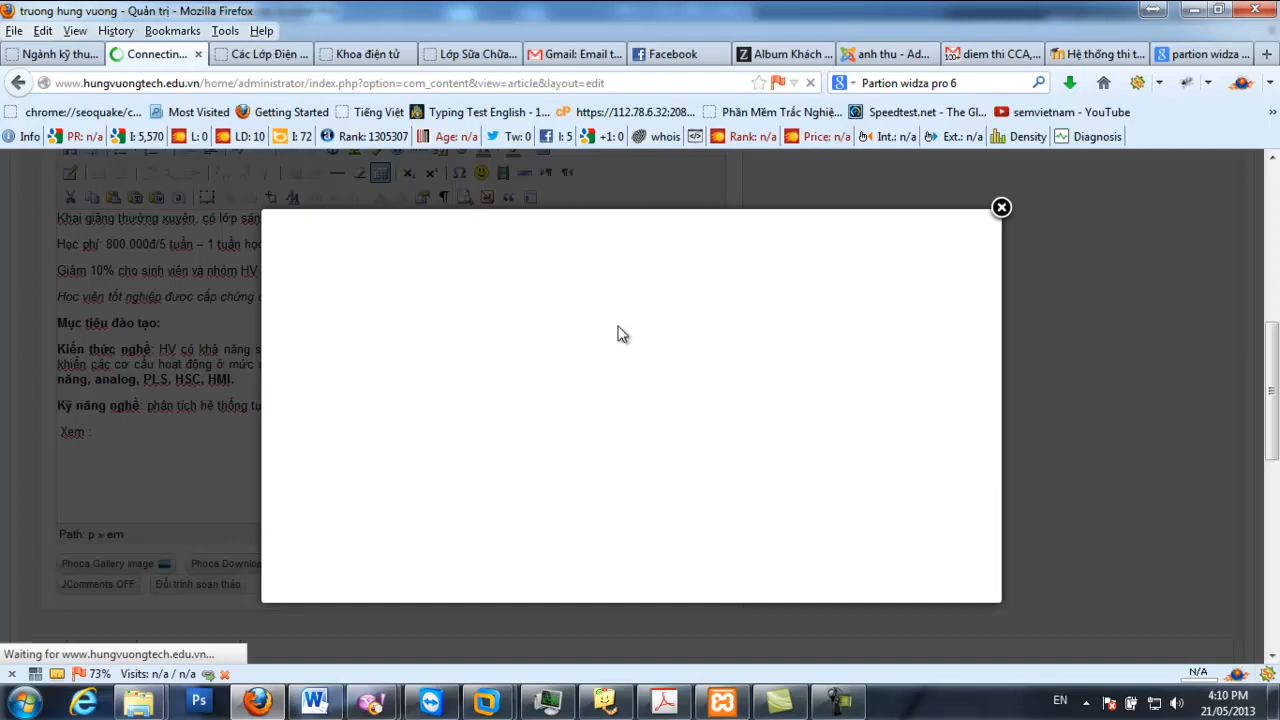 truong hung vuong - Quản trị - Mozilla Firefox
File Edit View History Bookmarks Tools Help
Ngành kỹ thu... Connectin... Các Lớp Điện ... Khoa điện tử Lớp Sữa Chữa... Gmail: Email t... Facebook Album Khách ... anh thu - Ad... diem thi CCA,... Hệ thống thi t... partion widza ...
www.hungvuongtech.edu.vn/home/administrator/index.php?option=com_content&view=article&layout=edit Partion widza pro 6
chrome://seoquake/c... Most Visited Getting Started Tiếng Việt Typing Test English - 1... https://112.78.6.32:208... Phần Mềm Trắc Nghiệ... Speedtest.net - The Gl... semvietnam - YouTube
Info PR: n/a I: 5,570 L: 0 LD: 10 I: 72 Rank: 1305307 Age: n/a Tw: 0 I: 5 +1: 0 whois Rank: n/a Price: n/a Int.: n/a Ext.: n/a Density Diagnosis
Khai giảng thường xuyên, có lớp sán
Học phí: 800.000đ/5 tuần – 1 tuần học
Giảm 10% cho sinh viên và nhóm HV
Học viên tốt nghiệp được cấp chứng c
Mục tiêu đào tạo:
Kiến thức nghề: HV có khả năng s
khiển các cơ cấu hoạt động ở mức
năng, analog, PLS, HSC, HMI.
Kỹ năng nghề: phân tích hệ thống tu
Xem :
Path: p » em
Phoca Gallery Image Phoca Downlo
JComments OFF Đổi trình soạn thảo
Waiting for www.hungvuongtech.edu.vn...
73% Visits: n/a / n/a N/A
EN 4:10 PM
21/05/2013